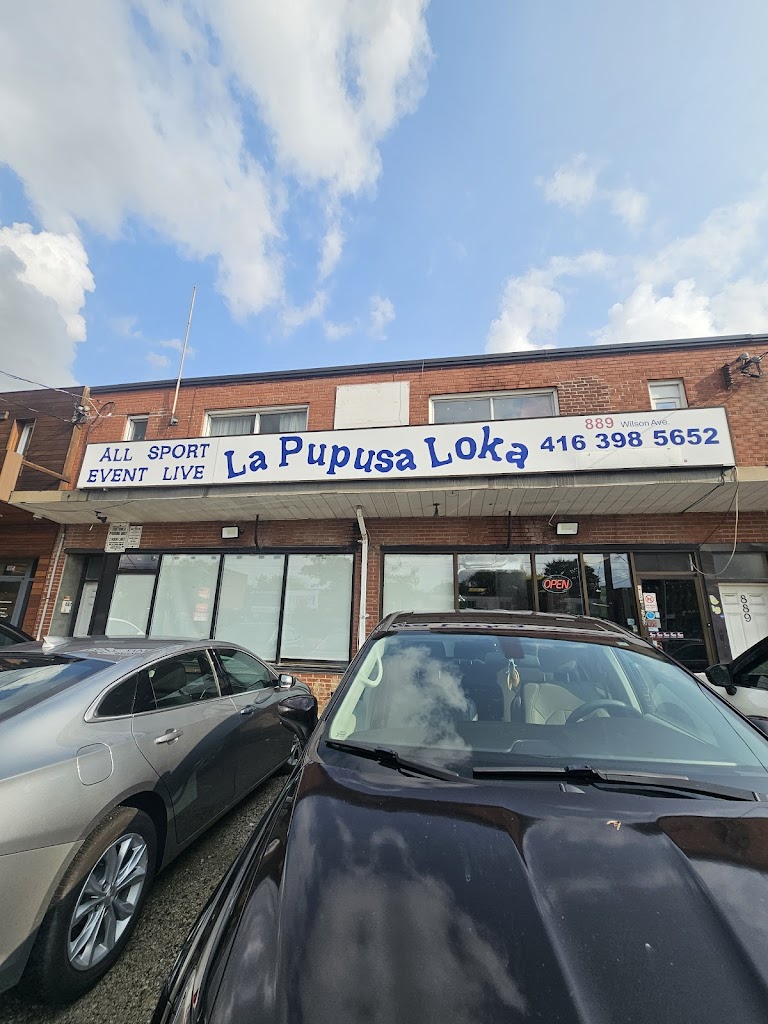 ALL SPORT
EVENT LIVE
La Pupusa Loka
889 Wilson Ave.
416 398 5652
OPEN
889